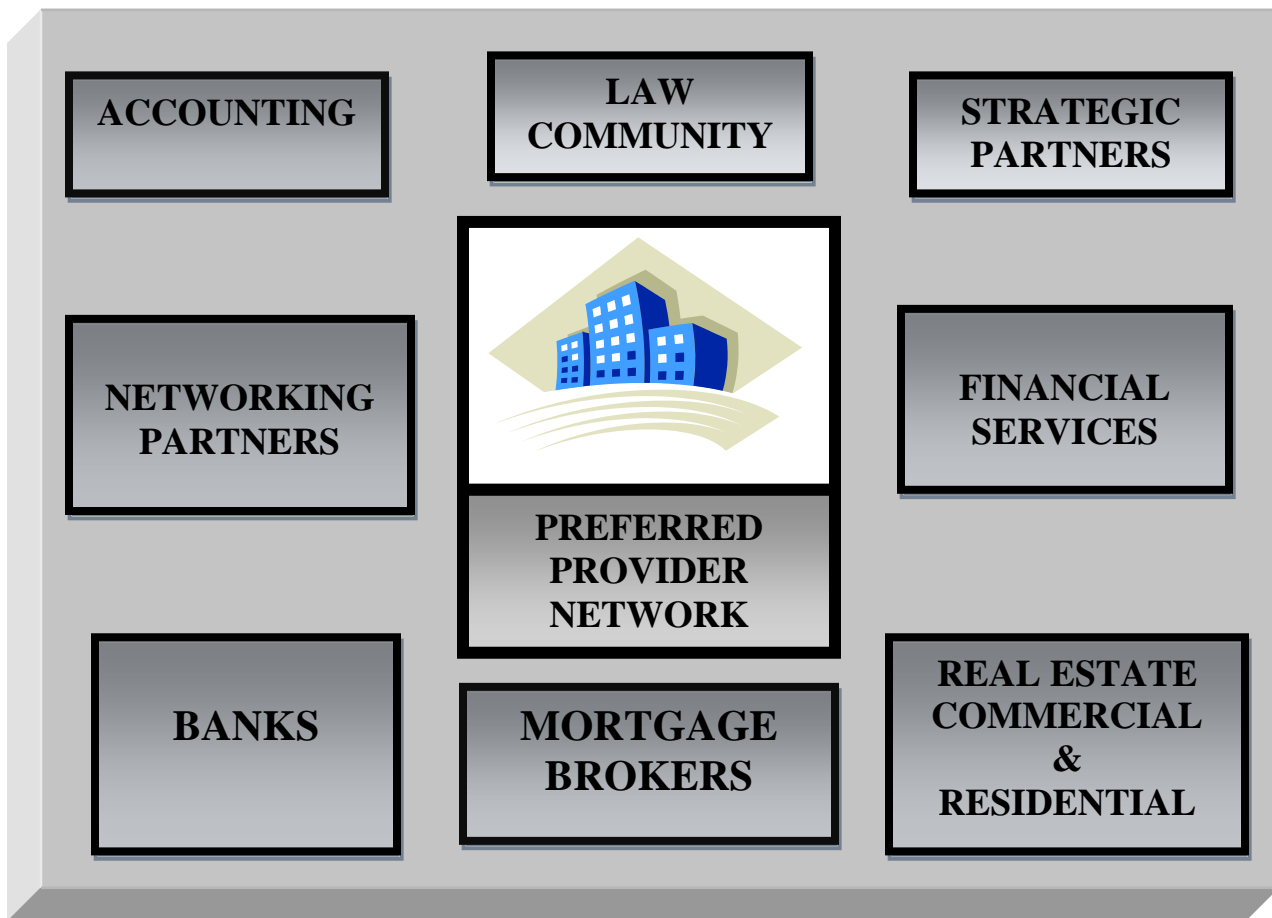 ACCOUNTING
LAW
COMMUNITY
STRATEGIC
PARTNERS
NETWORKING
PARTNERS
FINANCIAL
SERVICES
PREFERRED
PROVIDER
NETWORK
BANKS
MORTGAGE
BROKERS
REAL ESTATE
COMMERCIAL
&
RESIDENTIAL